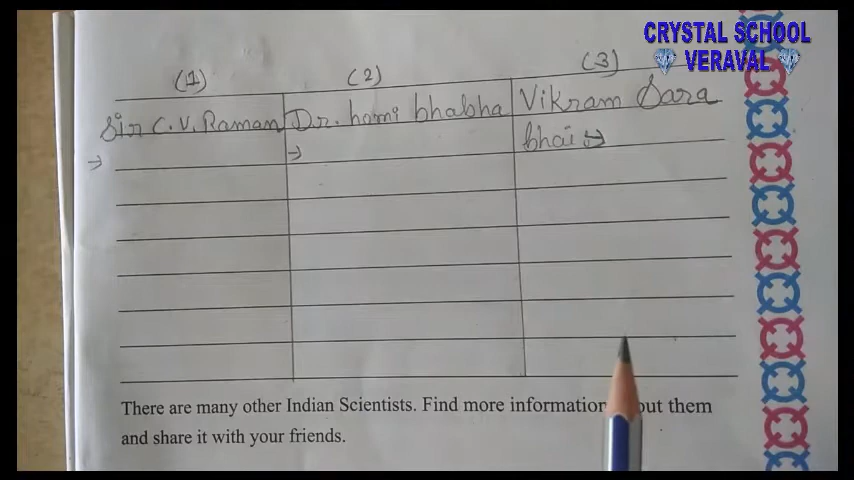 CRYSTAL SCHOOL
VERAVAL
(1) (2) (3)
Sir C.V. Raman Dr. homi bhabha Vikram Sara
bhai →
→ →
There are many other Indian Scientists. Find more information out them
and share it with your friends.